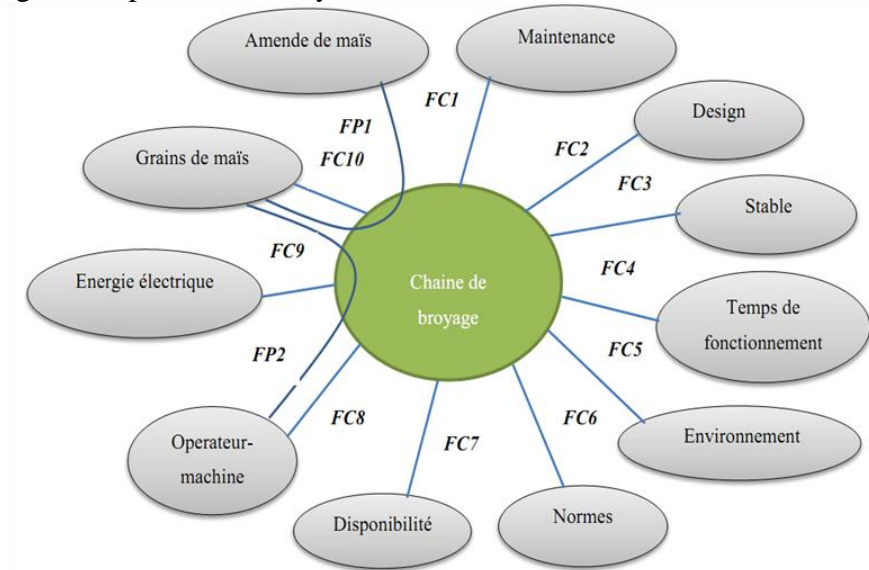 Amende de maïs
Maintenance
FC1
Design
FP1
FC10
FC2
Grains de maïs
FC3
Stable
FC9
Energie électrique
Chaine de
broyage
FC4
Temps de
fonctionnement
FP2
FC5
FC8
FC6
Environnement
Operateur-
machine
FC7
Disponibilité
Normes